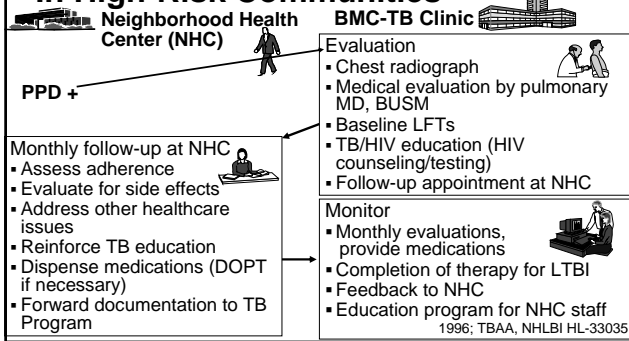 in High Risk Communities
Neighborhood Health
Center (NHC)
BMC-TB Clinic
PPD +
Evaluation
▪ Chest radiograph
▪ Medical evaluation by pulmonary
MD, BUSM
▪ Baseline LFTs
▪ TB/HIV education (HIV
counseling/testing)
▪ Follow-up appointment at NHC
Monthly follow-up at NHC
▪ Assess adherence
▪ Evaluate for side effects
▪ Address other healthcare
issues
▪ Reinforce TB education
▪ Dispense medications (DOPT
if necessary)
▪ Forward documentation to TB
Program
Monitor
▪ Monthly evaluations,
provide medications
▪ Completion of therapy for LTBI
▪ Feedback to NHC
▪ Education program for NHC staff
1996; TBAA, NHLBI HL-33035